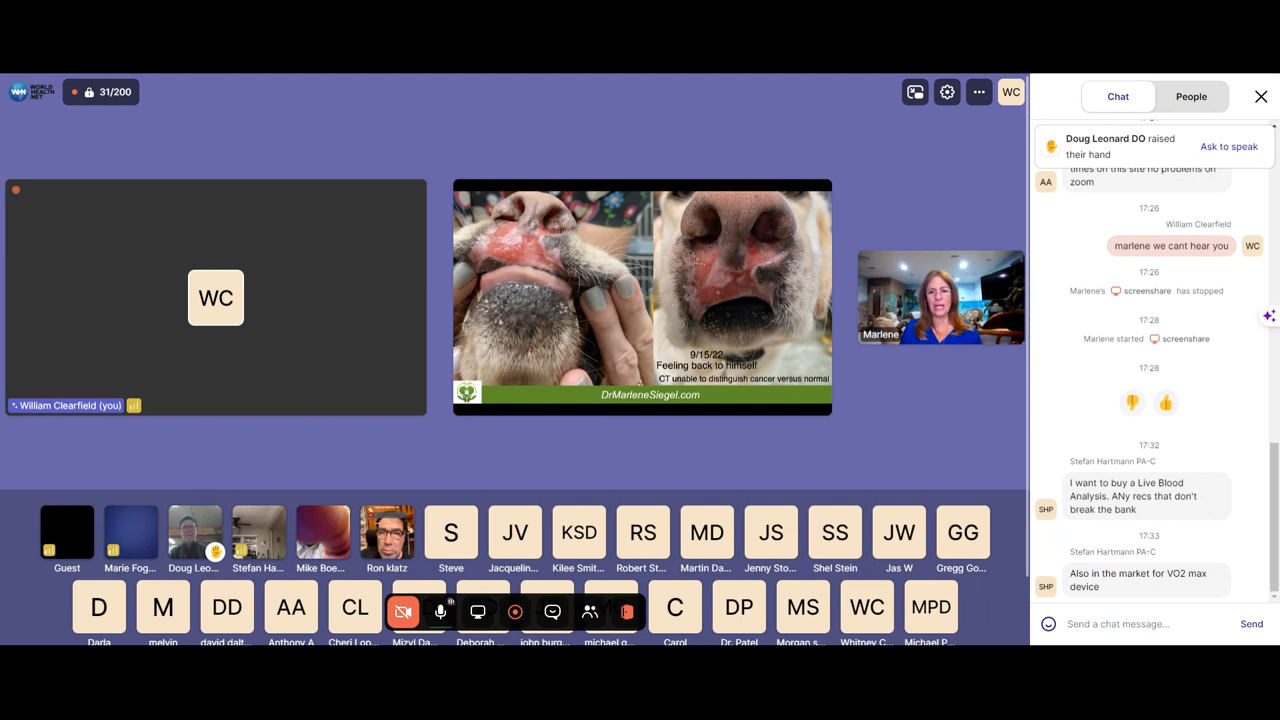 WORLD
HEALTH
NET
31/200
WC
WC
William Clearfield (you)
9/15/22
Feeling back to himself
CT unable to distinguish cancer versus normal
DrMarleneSiegel.com
Marlene
Guest
Marie Fog...
Doug Leo...
Stefan Ha...
Mike Boe...
Ron klatz
S
Steve
JV
Jacquelin...
KSD
Kilee Smit...
RS
Robert St...
MD
Martin Da...
JS
Jenny Sto...
SS
Shel Stein
JW
Jas W
GG
Gregg Go...
D
Darla
M
melvin
DD
david dalt...
AA
Anthony A...
CL
Cheri Lop...
Mizyl Da...
Deborah ...
john burg...
michael g...
C
Carol
DP
Dr. Patel
MS
Morgan s...
WC
Whitney C...
MPD
Michael P...
Chat
People
Doug Leonard DO raised
their hand
Ask to speak
times on this site no problems on
zoom
AA
17:26
William Clearfield
marlene we cant hear you
WC
17:26
Marlene's screenshare has stopped
17:28
Marlene started screenshare
17:28
17:32
Stefan Hartmann PA-C
I want to buy a Live Blood
Analysis. ANy recs that don't
break the bank
SHP
17:33
Stefan Hartmann PA-C
Also in the market for VO2 max
device
SHP
Send a chat message...
Send